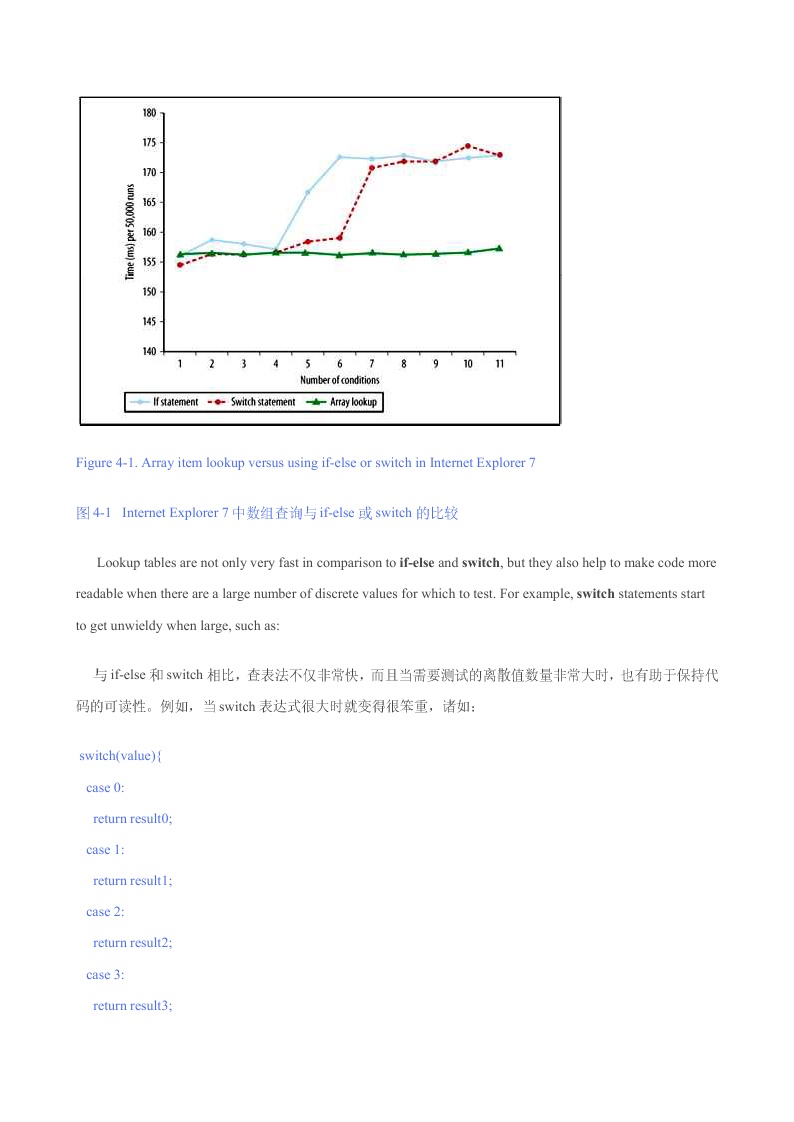 180
175
170
165
160
155
150
145
140
Time (ms) per 50,000 runs
1 2 3 4 5 6 7 8 9 10 11
Number of conditions
If statement Switch statement Array lookup
Figure 4-1. Array item lookup versus using if-else or switch in Internet Explorer 7
图 4-1 Internet Explorer 7 中数组查询与 if-else 或 switch 的比较
Lookup tables are not only very fast in comparison to if-else and switch, but they also help to make code more
readable when there are a large number of discrete values for which to test. For example, switch statements start
to get unwieldy when large, such as:
与 if-else 和 switch 相比，查表法不仅非常快，而且当需要测试的离散值数量非常大时，也有助于保持代
码的可读性。例如，当 switch 表达式很大时就变得很笨重，诸如：
switch(value){
case 0:
return result0;
case 1:
return result1;
case 2:
return result2;
case 3:
return result3;